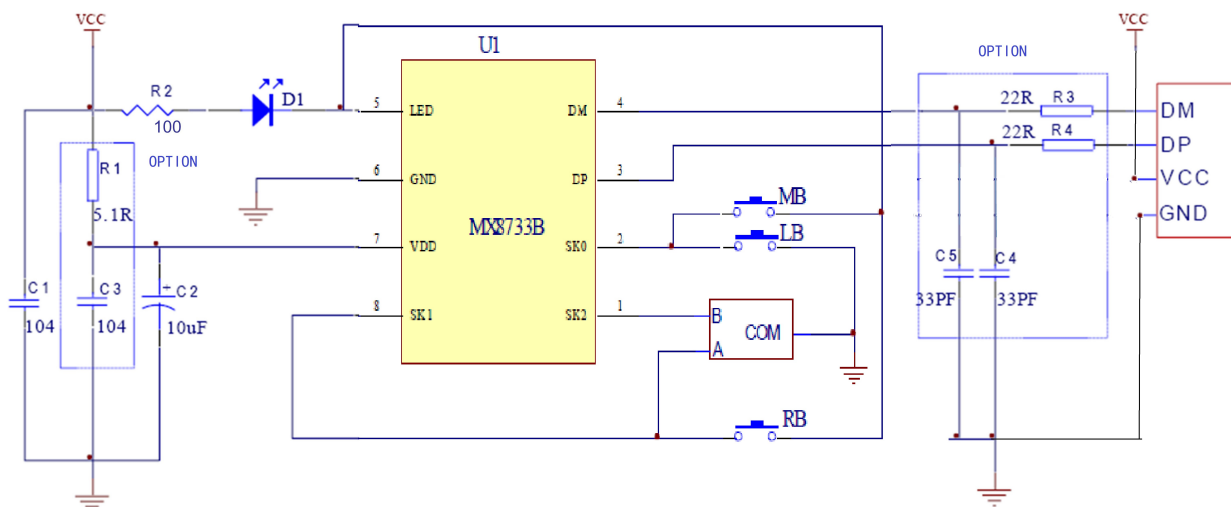 VCC
R2
100
D1
OPTION
R1
5.1R
C1
104
C3
104
C2
+
10uF
U1
5
LED
6
GND
7
VDD
8
SK1
MX8733B
DM
4
DP
3
SK0
2
SK2
1
MB
LB
B
A
COM
RB
OPTION
22R
R3
22R
R4
C5
33PF
C4
33PF
VCC
DM
DP
VCC
GND